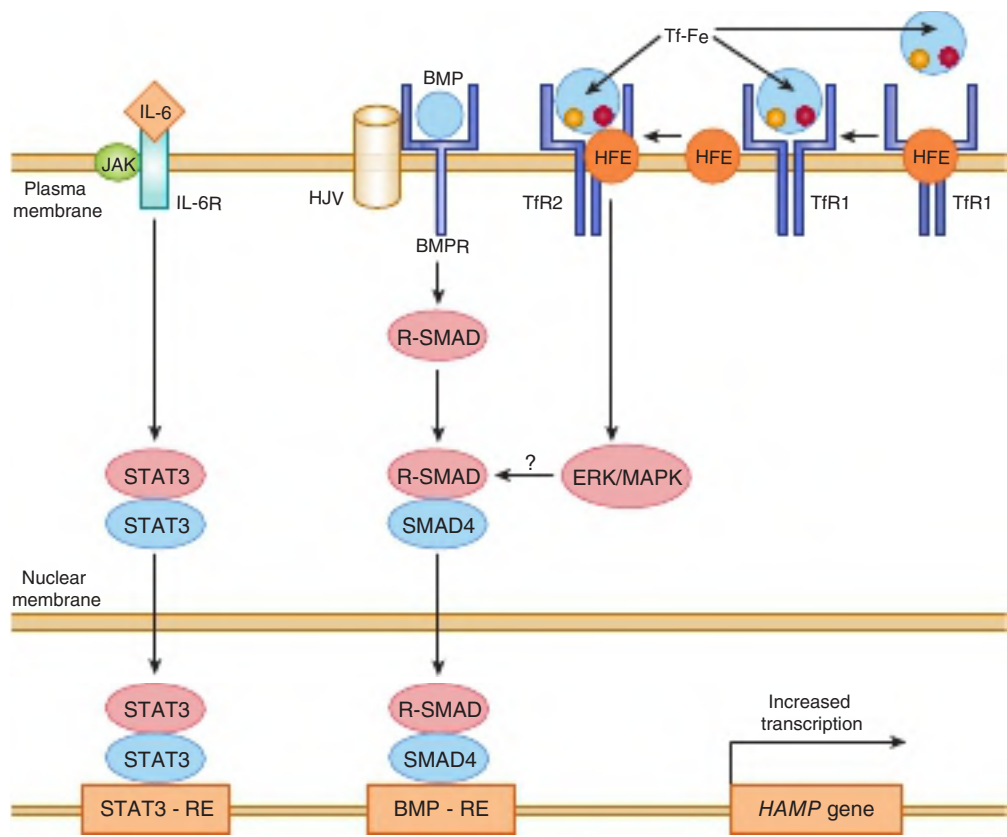 Tf-Fe
BMP
IL-6
JAK
HFE
HFE
HFE
Plasma
membrane
IL-6R
HJV
TfR2
TfR1
TfR1
BMPR
R-SMAD
STAT3
R-SMAD
?
ERK/MAPK
STAT3
SMAD4
Nuclear
membrane
STAT3
R-SMAD
Increased
transcription
STAT3
SMAD4
STAT3 - RE
BMP - RE
HAMP gene